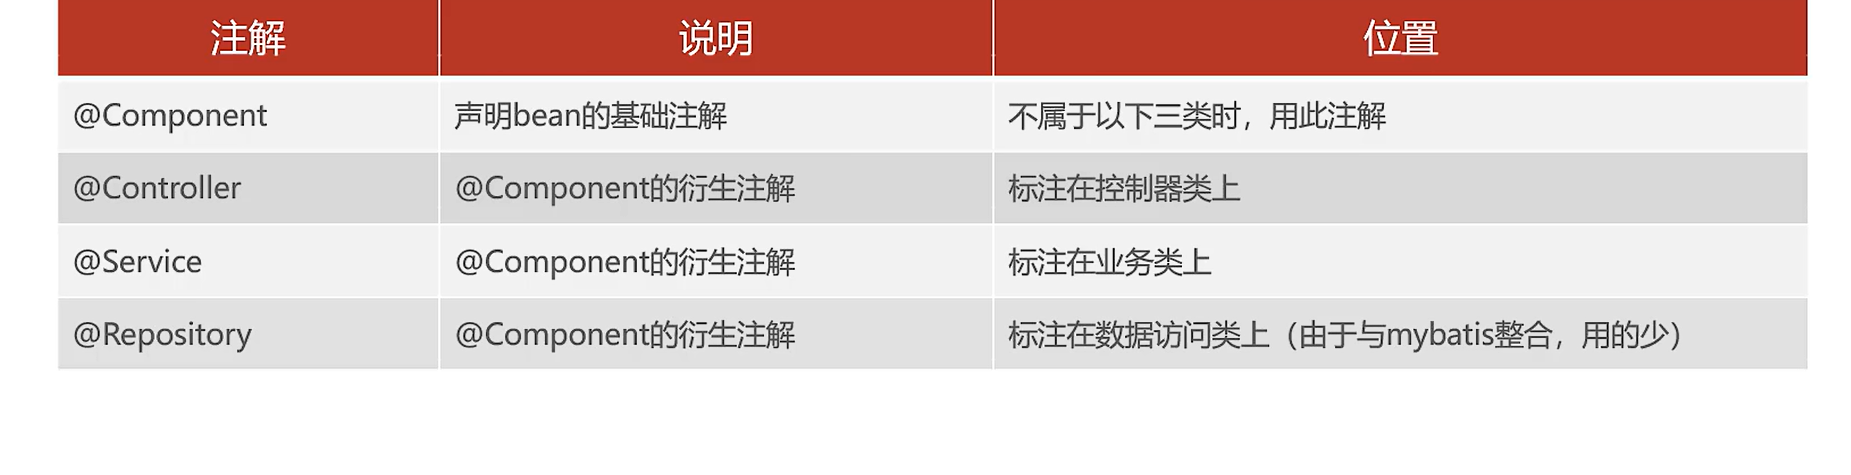 注解 说明 位置
@Component 声明bean的基础注解 不属于以下三类时，用此注解
@Controller @Component的衍生注解 标注在控制器类上
@Service @Component的衍生注解 标注在业务类上
@Repository @Component的衍生注解 标注在数据访问类上（由于与mybatis整合，用的少）